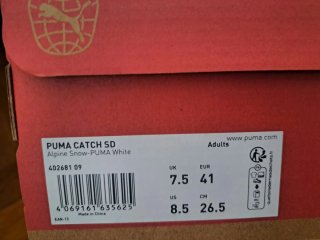 www.puma.com
PUMA CATCH SD
Adults
Alpine Snow-PUMA White
402681 09
UK EUR
7.5 41
US CM
8.5 26.5
4 069161 635625
Made in China